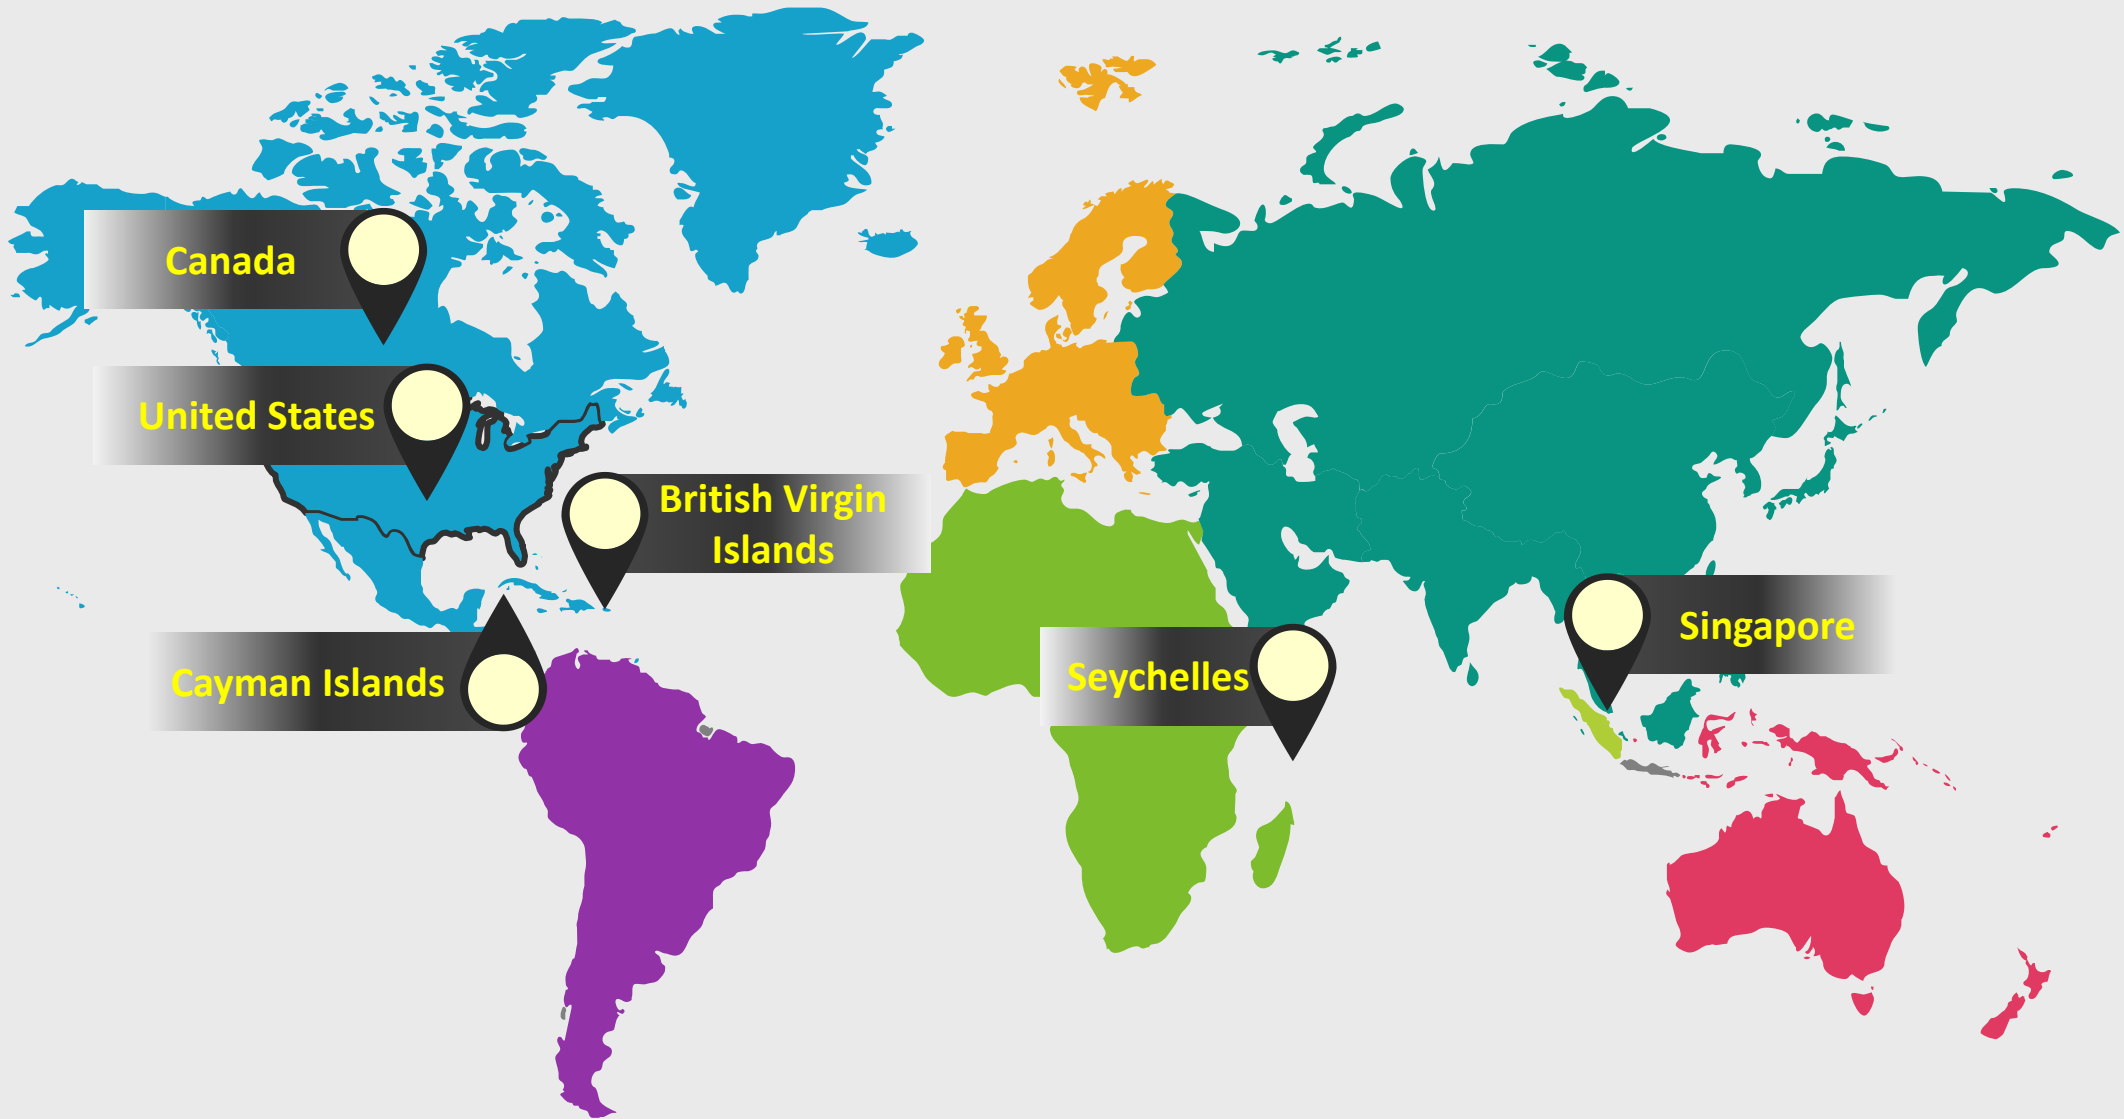 Canada
United States
British Virgin
Islands
Singapore
Seychelles
Cayman Islands